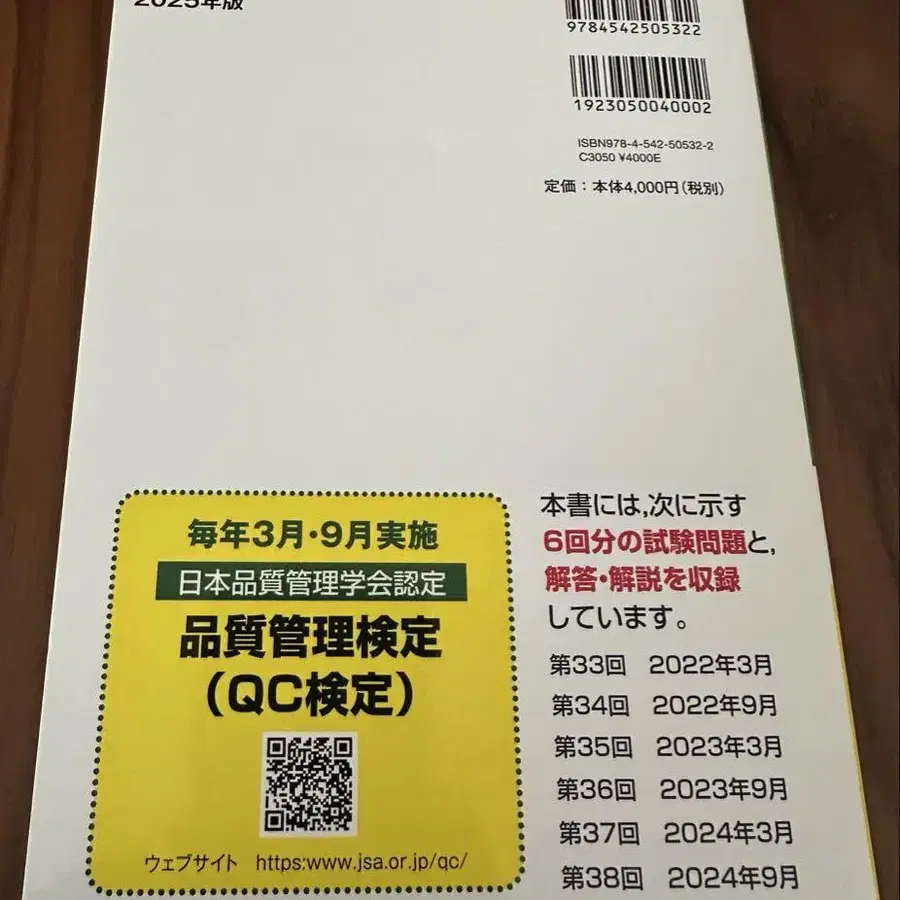 2025年版
9784542505322
1923050040002
ISBN978-4-542-50532-2
C3050 ¥4000E
定価：本体4,000円(税別)
毎年3月・9月実施
日本品質管理学会認定
品質管理検定
(QC検定)
ウェブサイト https:www.jsa.or.jp/qc/
本書には,次に示す
6回分の試験問題と,
解答・解説を収録
しています。
第33回 2022年3月
第34回 2022年9月
第35回 2023年3月
第36回 2023年9月
第37回 2024年3月
第38回 2024年9月